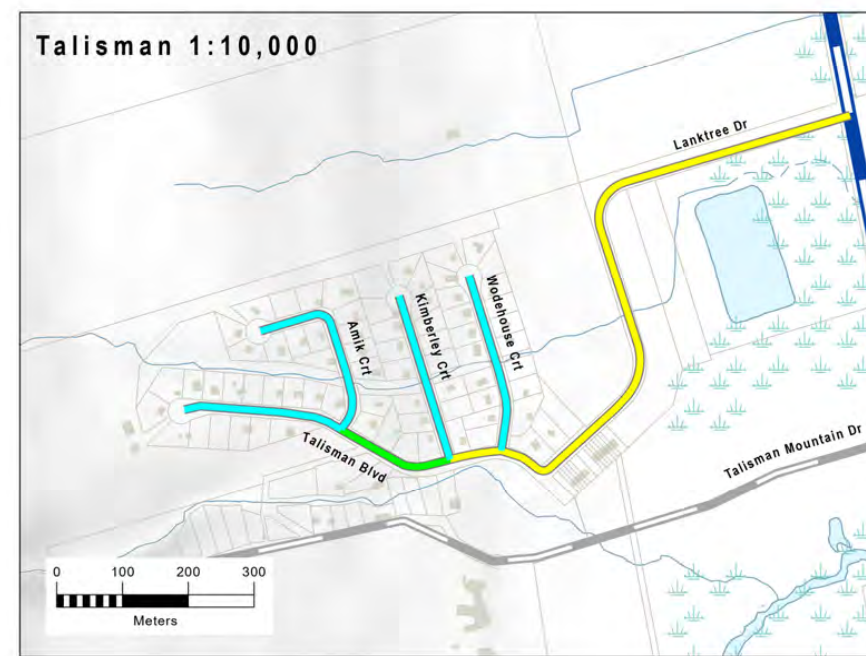 Talisman 1:10,000
Lanktree Dr
Wodehouse Crt
Kimberley Crt
Amik Crt
Talisman Blvd
Talisman Mountain Dr
0 100 200 300
Meters